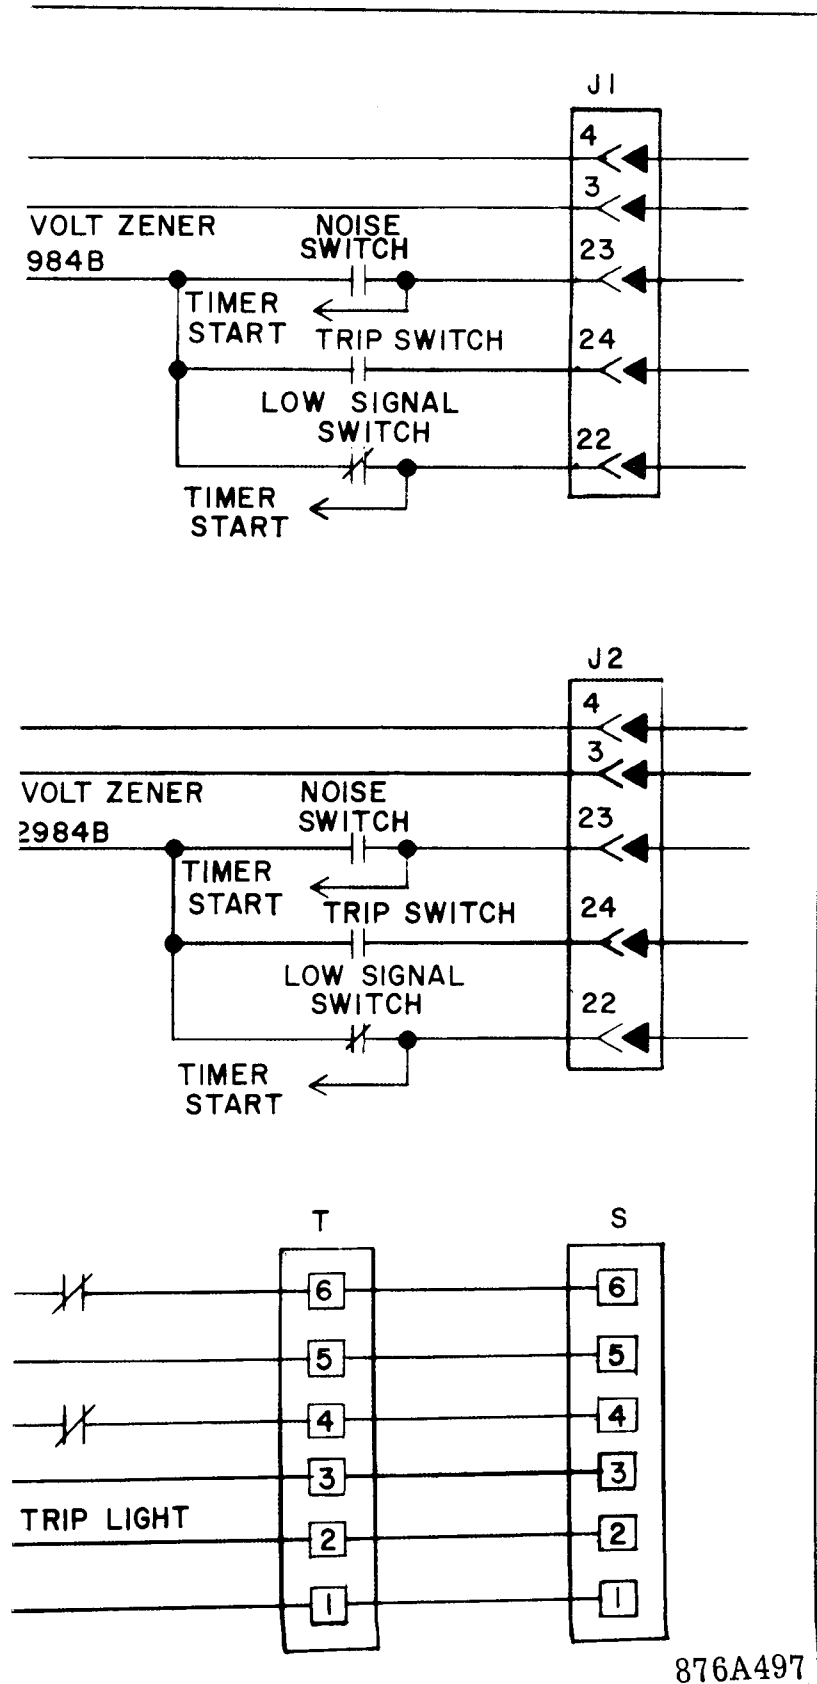 J1
4
3
VOLT ZENER
984B
NOISE
SWITCH
23
TIMER
START
TRIP SWITCH
24
LOW SIGNAL
SWITCH
22
TIMER
START
J2
4
3
VOLT ZENER
2984B
NOISE
SWITCH
23
TIMER
START
TRIP SWITCH
24
LOW SIGNAL
SWITCH
22
TIMER
START
T S
6 6
5 5
4 4
3 3
TRIP LIGHT
2 2
1 1
876A497